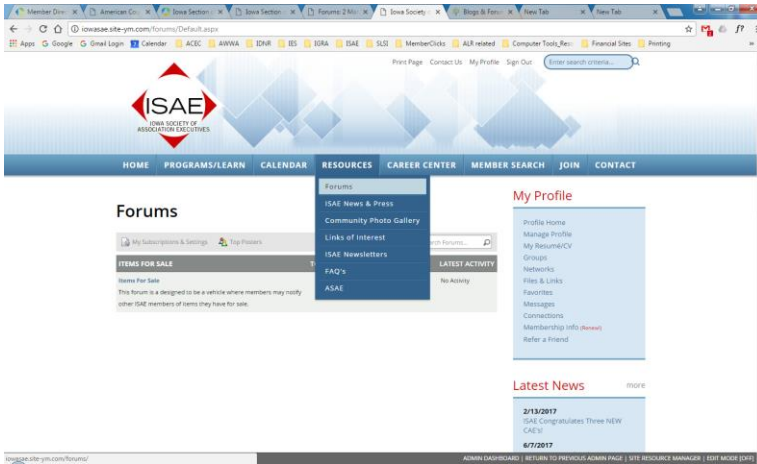 Member Dire
American Co
Iowa Section
Iowa Section
Forums: 2 Min
Iowa Society
Blogs & Forum
New Tab
New Tab
iowasae.site-ym.com/forums/Default.aspx
Apps Google Gmail Login Calendar ACEC AWWA IDNR IES IGRA ISAE SLSI MemberClicks ALR related Computer Tools_Res Financial Sites Printing
Print Page Contact Us My Profile Sign Out Enter search criteria...
ISAE
IOWA SOCIETY OF
ASSOCIATION EXECUTIVES
HOME PROGRAMS/LEARN CALENDAR RESOURCES CAREER CENTER MEMBER SEARCH JOIN CONTACT
Forums
ISAE News & Press
Community Photo Gallery
Links of Interest
ISAE Newsletters
FAQ's
ASAE
Forums
My Subscriptions & Settings Top Posters
Search Forums...
ITEMS FOR SALE LATEST ACTIVITY
Items For Sale No Activity
This forum is a designed to be a vehicle where members may notify
other ISAE members of items they have for sale.
My Profile
Profile Home
Manage Profile
My Resumé/CV
Groups
Networks
Files & Links
Favorites
Messages
Connections
Membership Info (Renew)
Refer a Friend
Latest News more
2/13/2017
ISAE Congratulates Three NEW
CAE's!
6/7/2017
iowasae.site-ym.com/forums/
ADMIN DASHBOARD | RETURN TO PREVIOUS ADMIN PAGE | SITE RESOURCE MANAGER | EDIT MODE [OFF]